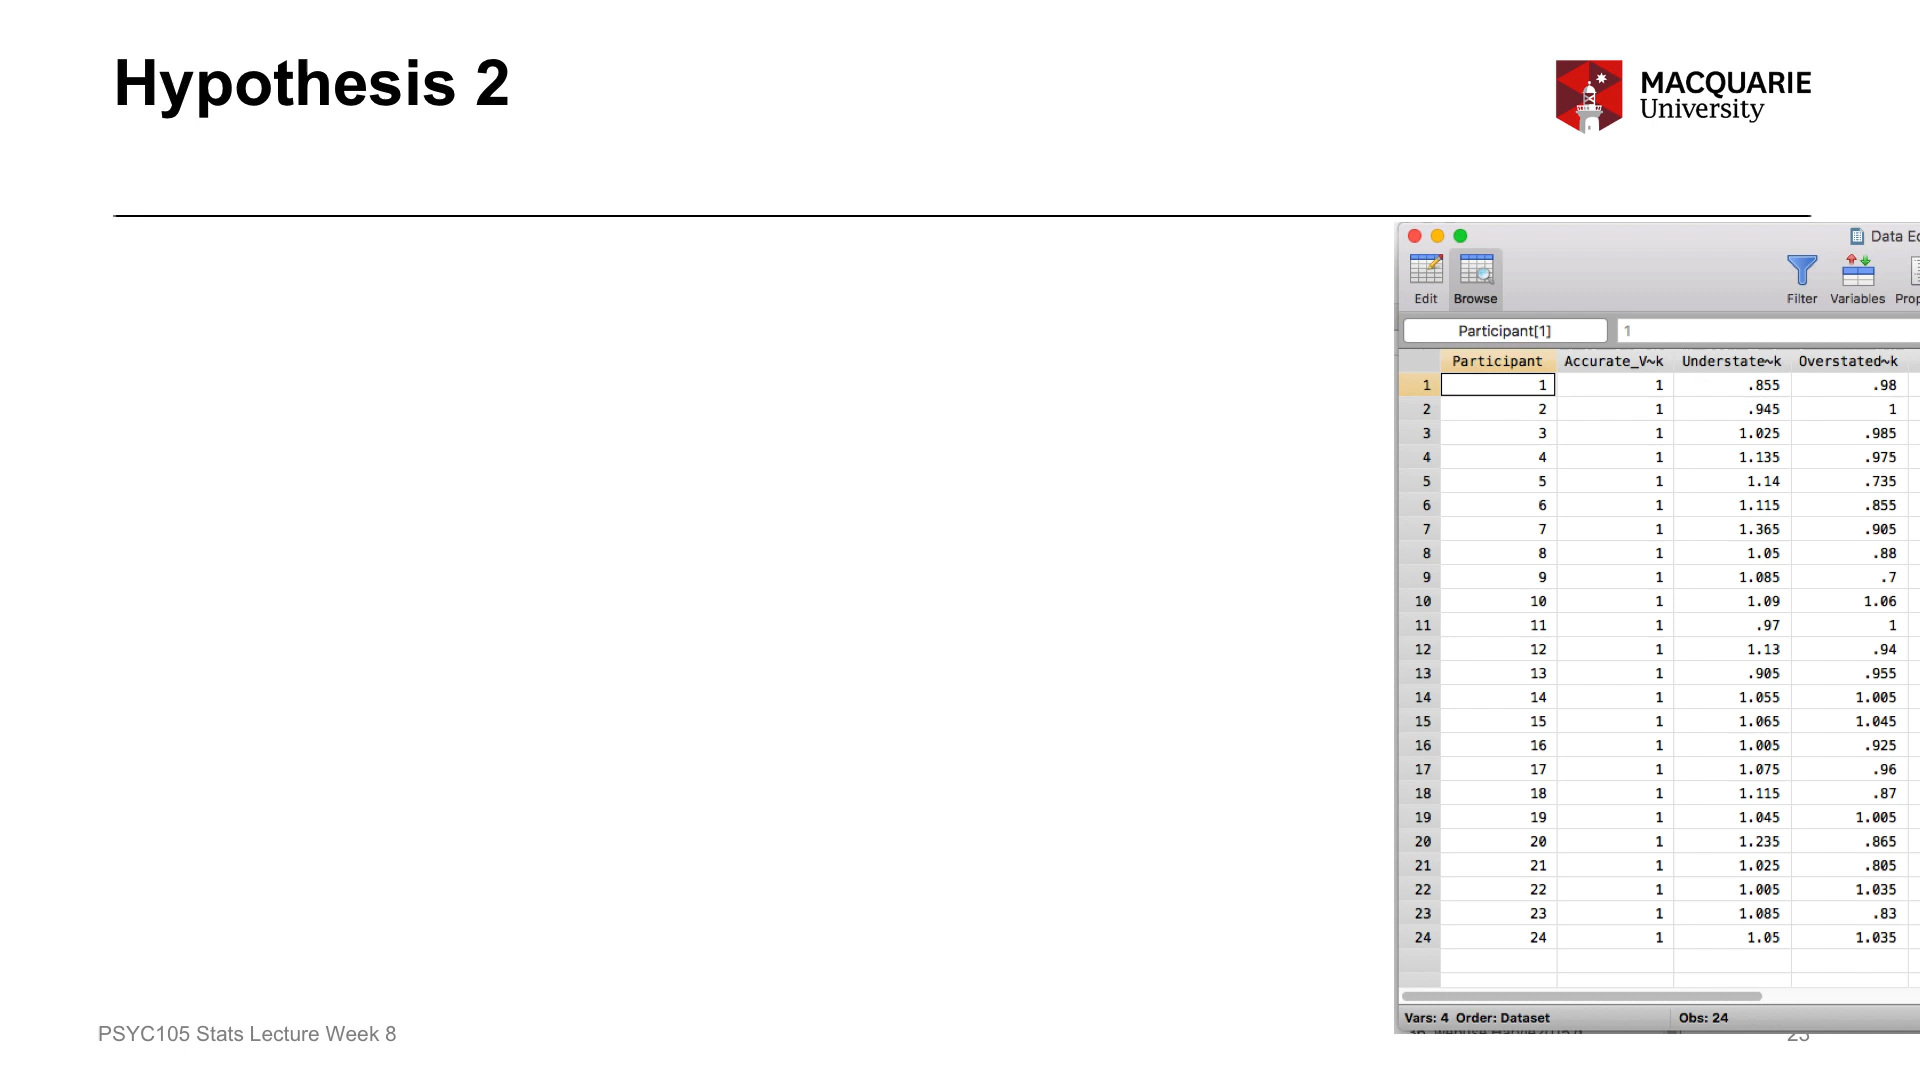 Hypothesis 2
MACQUARIE
University
Data Ed
Edit Browse Filter Variables Prop
Participant[1] 1
Participant Accurate_V~k Understate~k Overstated~k
1 1 1 .855 .98
2 2 1 .945 1
3 3 1 1.025 .985
4 4 1 1.135 .975
5 5 1 1.14 .735
6 6 1 1.115 .855
7 7 1 1.365 .905
8 8 1 1.05 .88
9 9 1 1.085 .7
10 10 1 1.09 1.06
11 11 1 .97 1
12 12 1 1.13 .94
13 13 1 .905 .955
14 14 1 1.055 1.005
15 15 1 1.065 1.045
16 16 1 1.005 .925
17 17 1 1.075 .96
18 18 1 1.115 .87
19 19 1 1.045 1.005
20 20 1 1.235 .865
21 21 1 1.025 .805
22 22 1 1.005 1.035
23 23 1 1.085 .83
24 24 1 1.05 1.035
Vars: 4 Order: Dataset Obs: 24
PSYC105 Stats Lecture Week 8
23